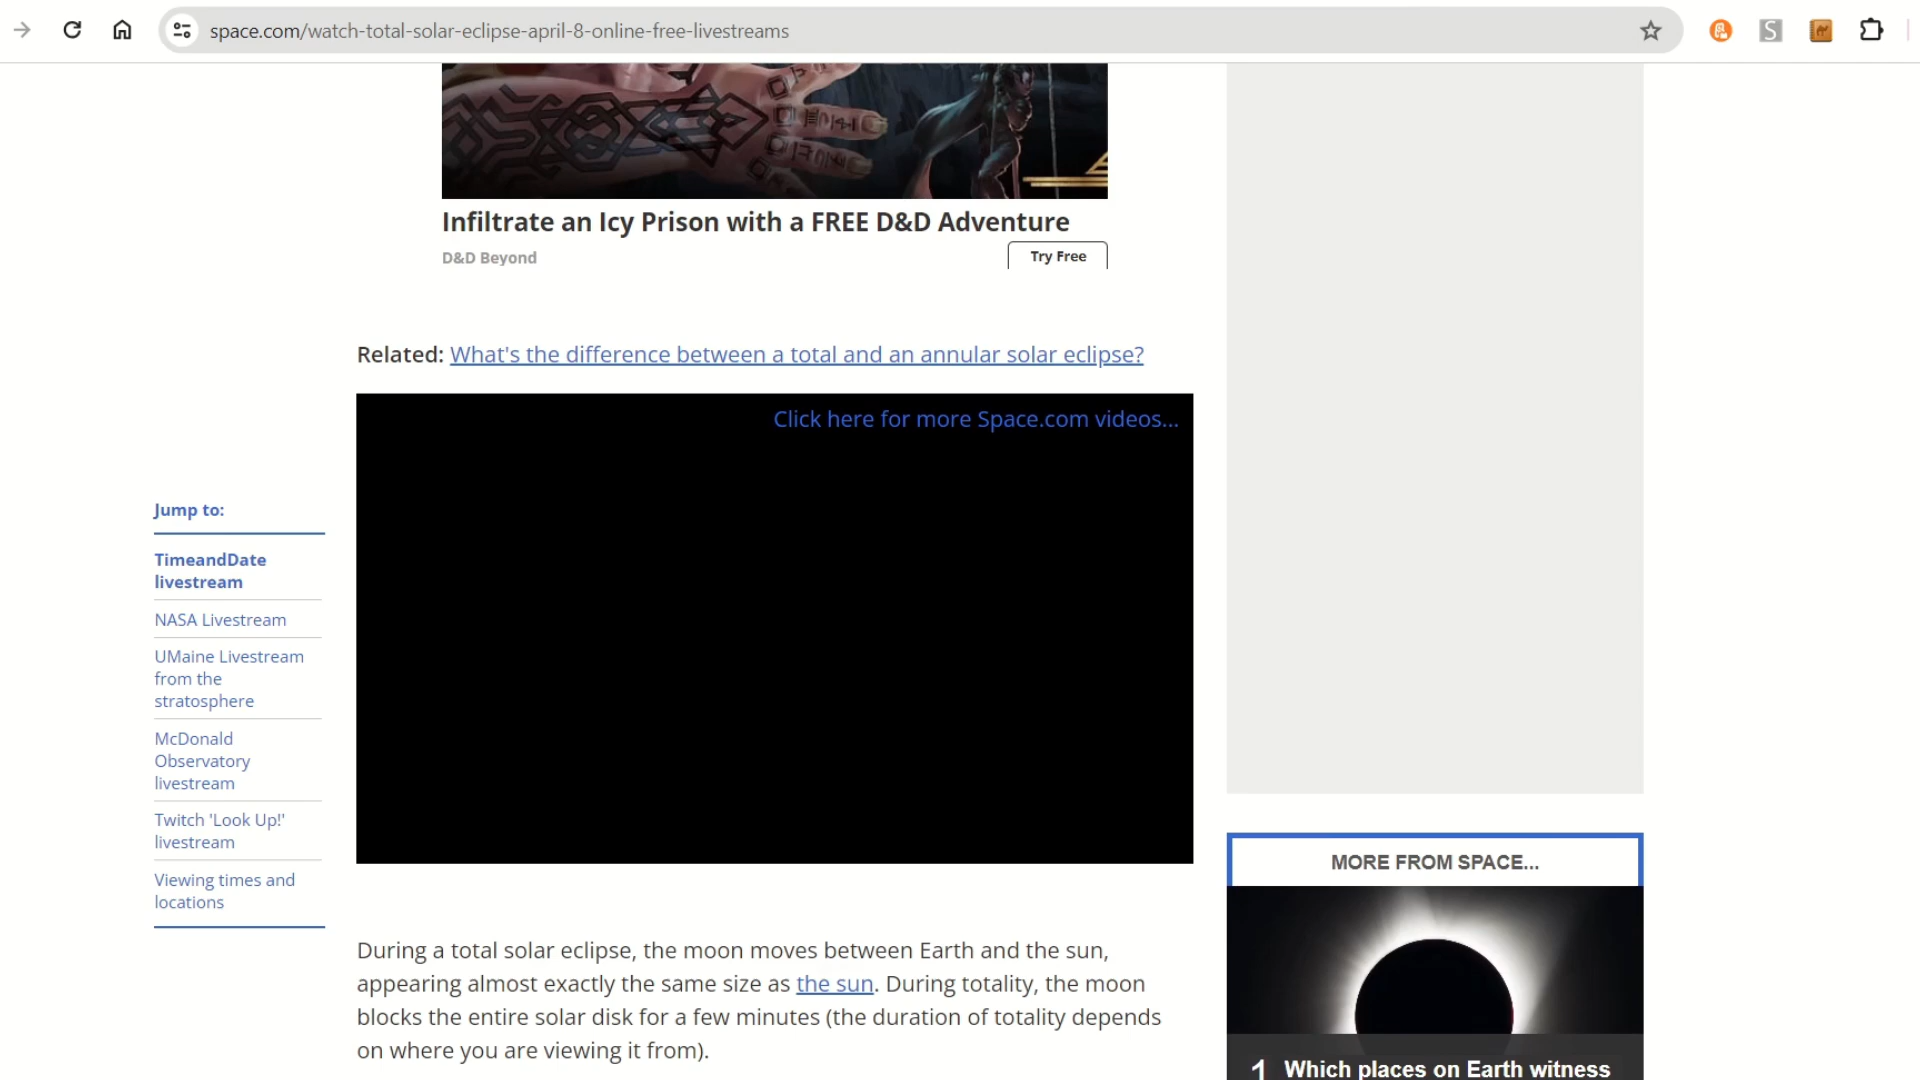 space.com/watch-total-solar-eclipse-april-8-online-free-livestreams
S
Infiltrate an Icy Prison with a FREE D&D Adventure
D&D Beyond
Try Free
Related: What's the difference between a total and an annular solar eclipse?
Click here for more Space.com videos...
Jump to:
TimeandDate
livestream
NASA Livestream
UMaine Livestream
from the
stratosphere
McDonald
Observatory
livestream
Twitch 'Look Up!'
livestream
Viewing times and
locations
During a total solar eclipse, the moon moves between Earth and the sun,
appearing almost exactly the same size as the sun. During totality, the moon
blocks the entire solar disk for a few minutes (the duration of totality depends
on where you are viewing it from).
MORE FROM SPACE...
1 Which places on Earth witness